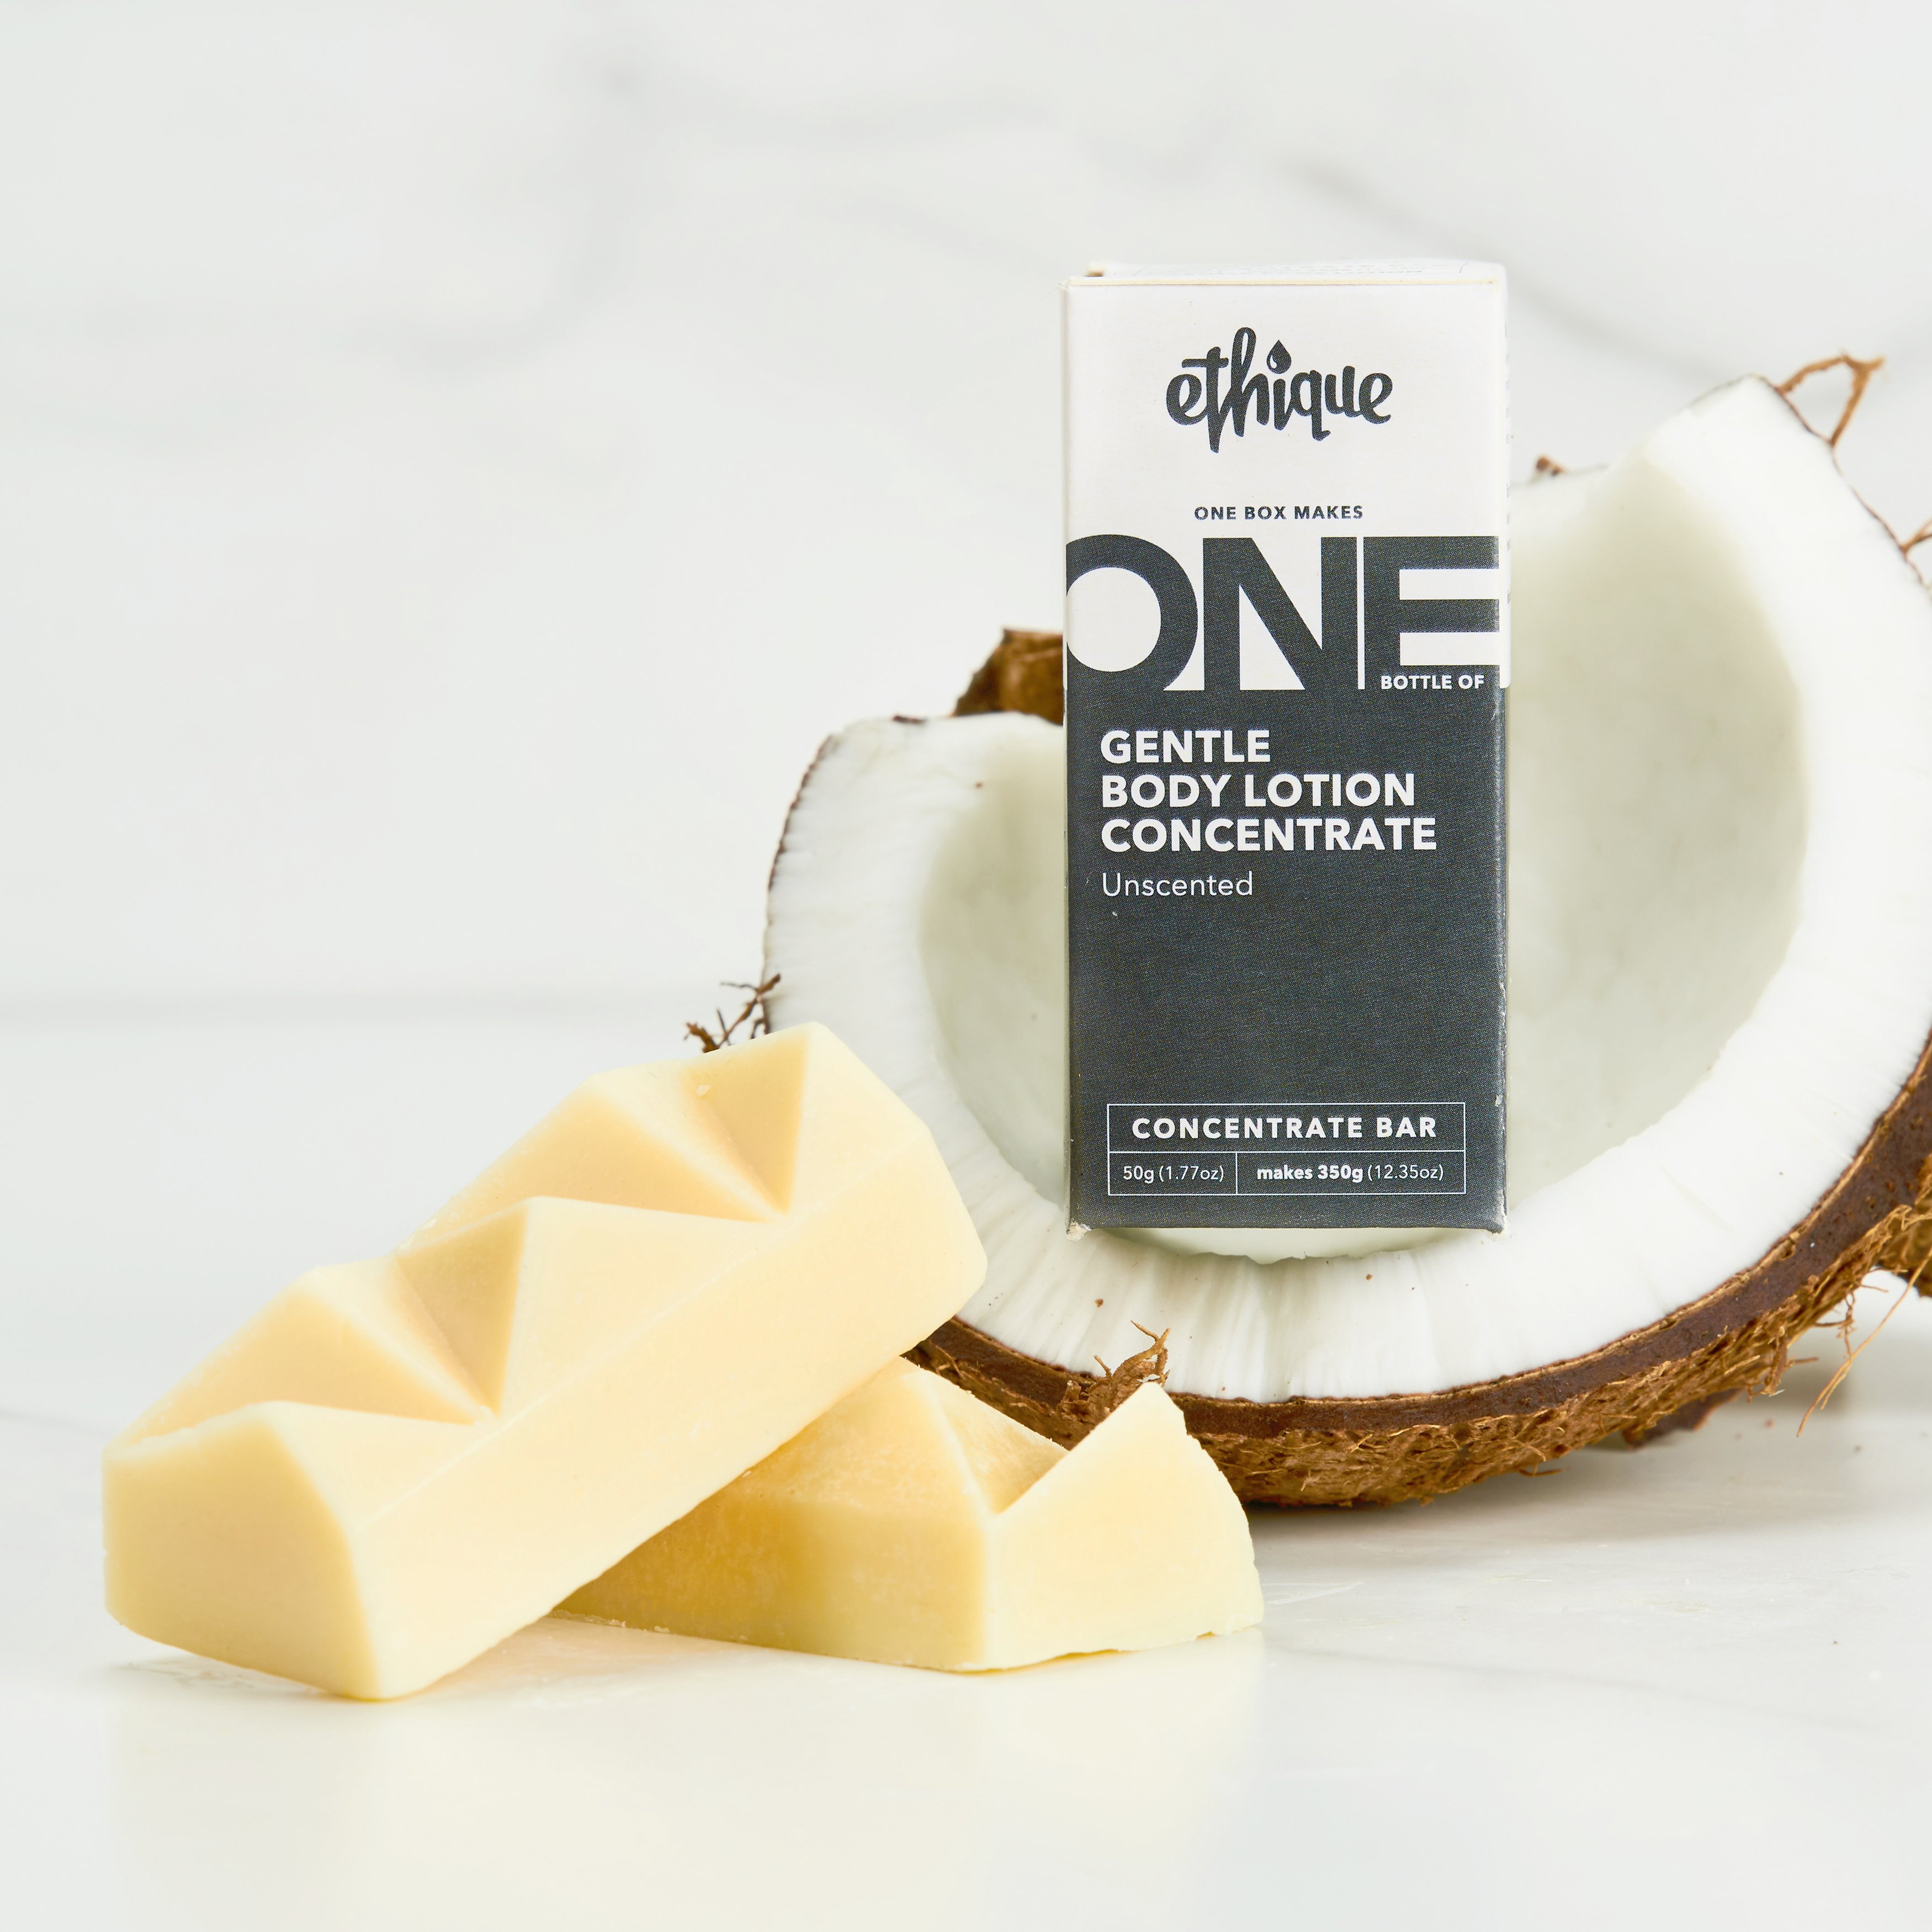 ethique
ONE BOX MAKES
ONE
BOTTLE OF
GENTLE
BODY LOTION
CONCENTRATE
Unscented
CONCENTRATE BAR
50g (1.77oz) makes 350g (12.35oz)